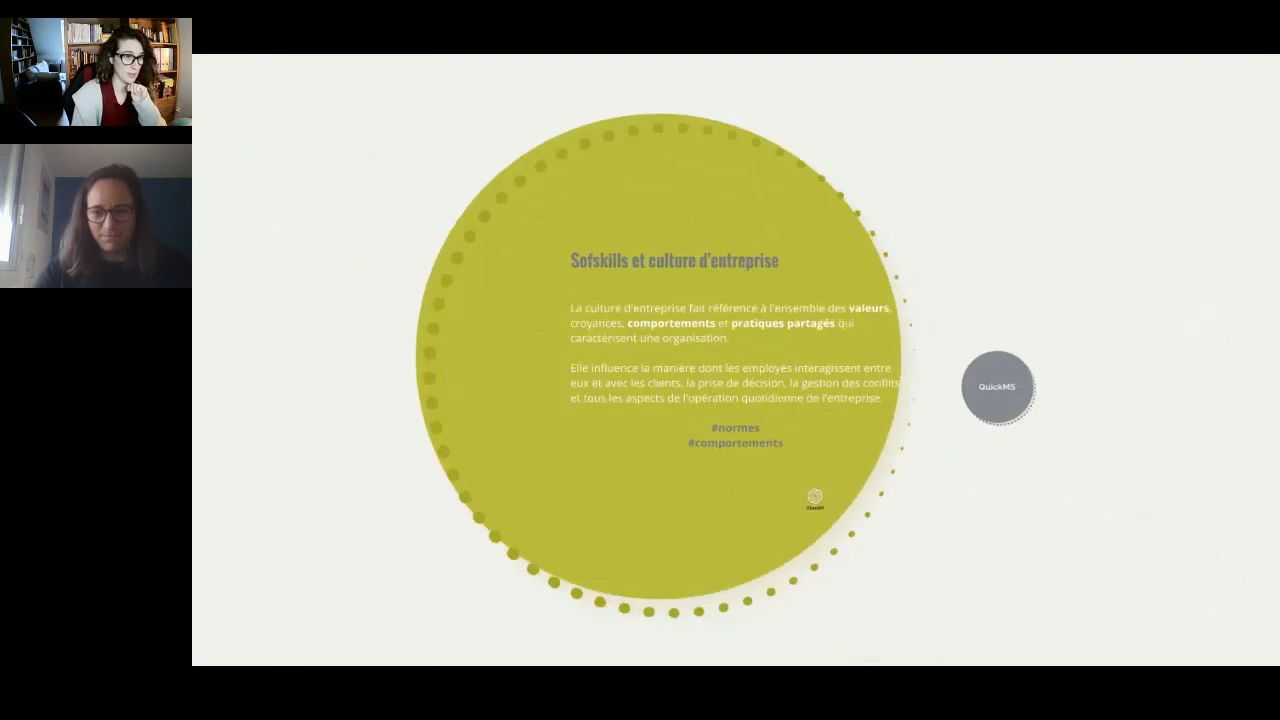 Sofskills et culture d'entreprise
La culture d'entreprise fait référence à l'ensemble des valeurs,
croyances, comportements et pratiques partagés qui
caractérisent une organisation.
Elle influence la manière dont les employés interagissent entre
eux et avec les clients, la prise de décision, la gestion des conflits
et tous les aspects de l'opération quotidienne de l'entreprise.
QuickMS
#normes
#comportements
ChatGPT